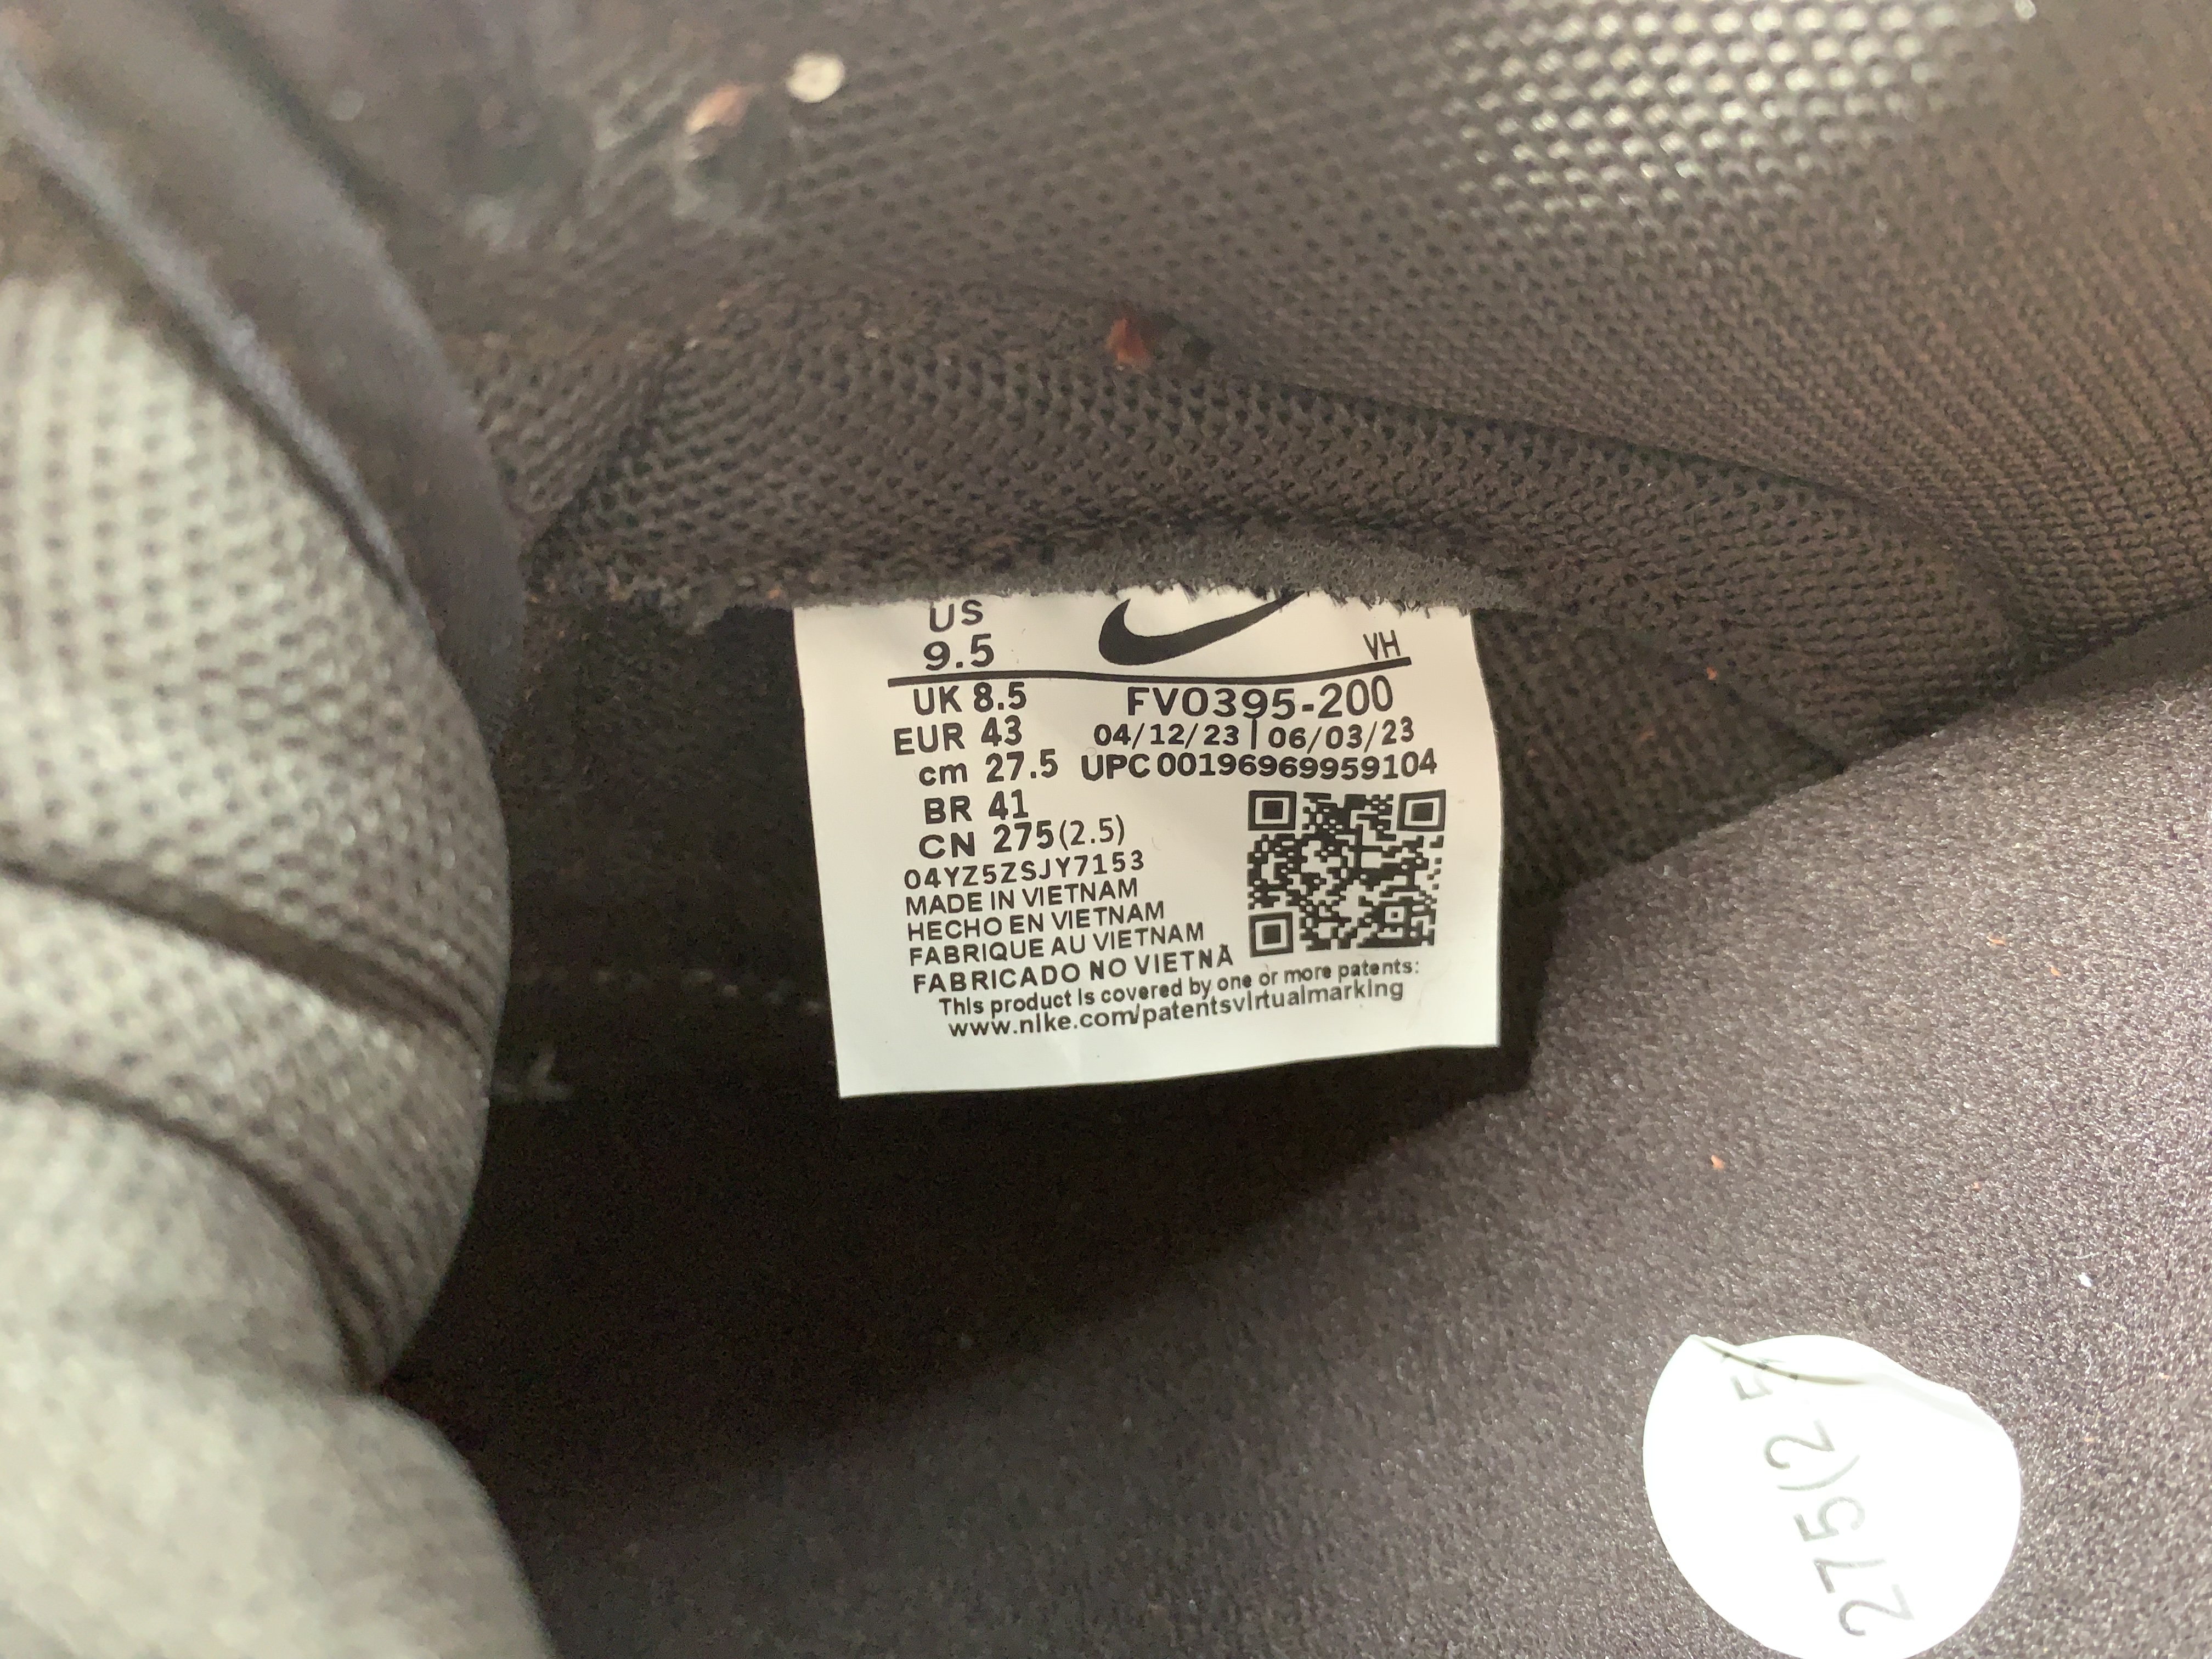 US
9.5
VH
UK 8.5 FV0395-200
EUR 43 04/12/23 | 06/03/23
cm 27.5 UPC 00196969959104
BR 41
CN 275(2.5)
04YZ5ZSJY7153
MADE IN VIETNAM
HECHO EN VIETNAM
FABRIQUE AU VIETNAM
FABRICADO NO VIETNÃ
This product is covered by one or more patents:
www.nike.com/patentsvirtualmarking
275(2.5